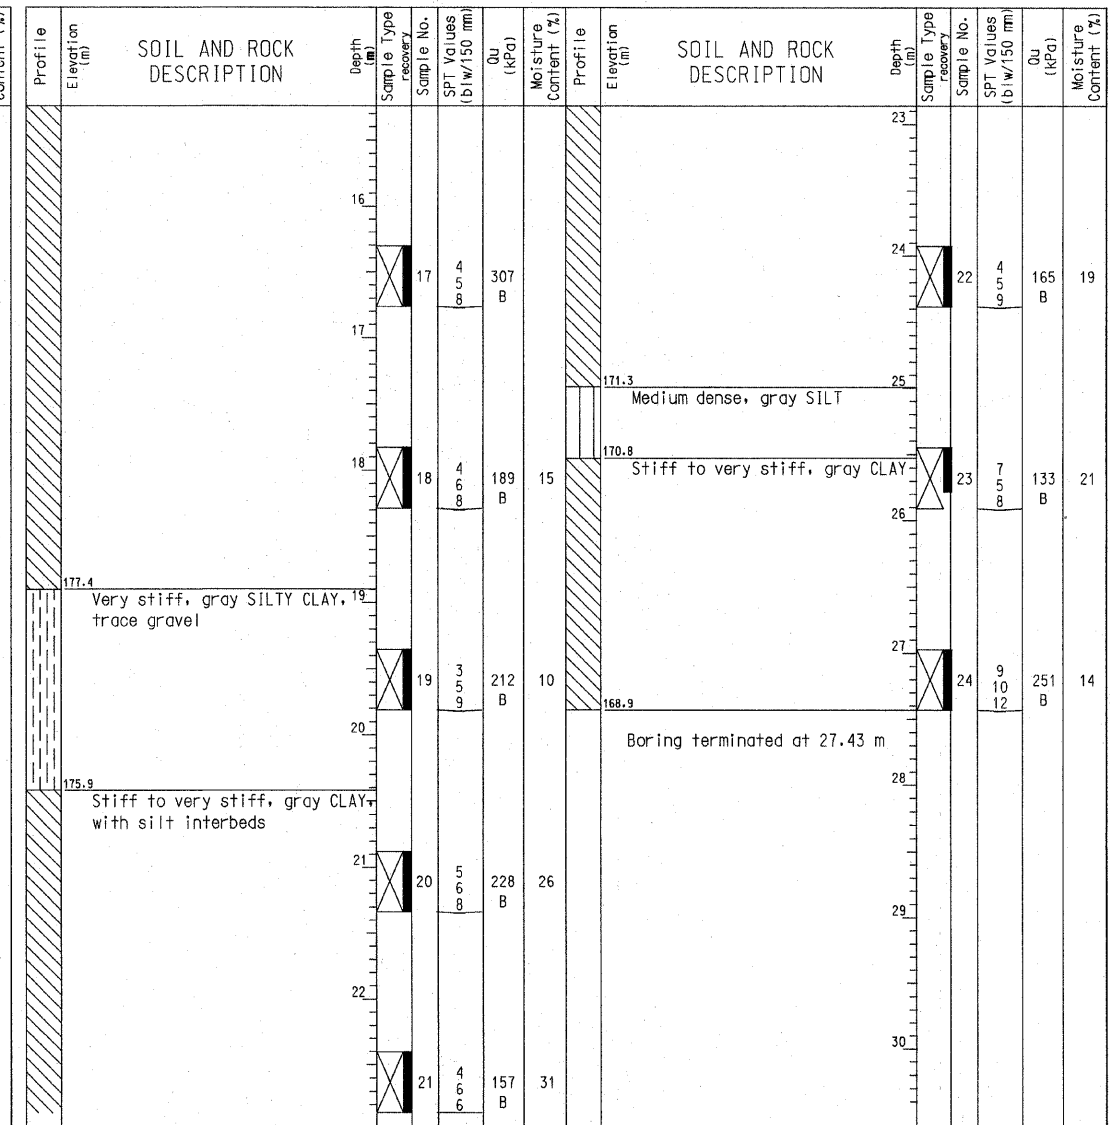 Content (%)
Profile
Elevation
(m)
SOIL AND ROCK
DESCRIPTION
Depth
(m)
Sample Type
recovery
Sample No.
SPT Values
(blw/150 mm)
Qu
(kPa)
Moisture
Content (%)
16
17
4
5
8
307
B
17
18
18
4
6
8
189
B
15
177.4
Very stiff, gray SILTY CLAY,
trace gravel
19
19
3
5
9
212
B
10
20
175.9
Stiff to very stiff, gray CLAY,
with silt interbeds
21
20
5
6
8
228
B
26
22
21
4
6
6
157
B
31
Profile
Elevation
(m)
SOIL AND ROCK
DESCRIPTION
Depth
(m)
Sample Type
recovery
Sample No.
SPT Values
(blw/150 mm)
Qu
(kPa)
Moisture
Content (%)
23
24
22
4
5
9
165
B
19
171.3
25
Medium dense, gray SILT
170.8
Stiff to very stiff, gray CLAY
23
7
5
8
133
B
21
26
27
24
9
10
12
251
B
14
168.9
Boring terminated at 27.43 m
28
29
30